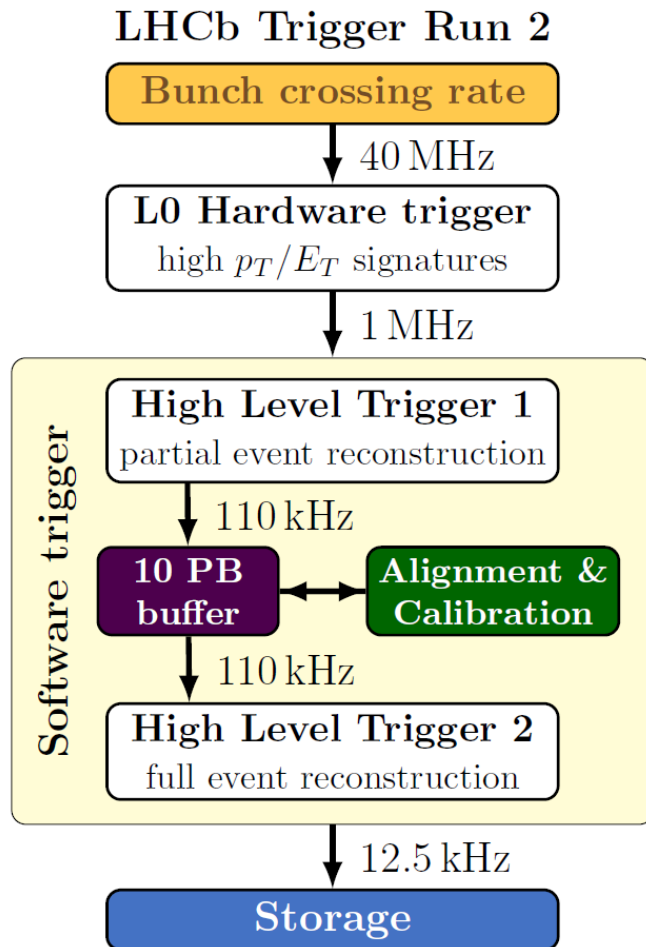 LHCb Trigger Run 2
Bunch crossing rate
40 MHz
L0 Hardware trigger
high p_T/E_T signatures
1 MHz
Software trigger
High Level Trigger 1
partial event reconstruction
110 kHz
10 PB
buffer
Alignment &
Calibration
110 kHz
High Level Trigger 2
full event reconstruction
12.5 kHz
Storage